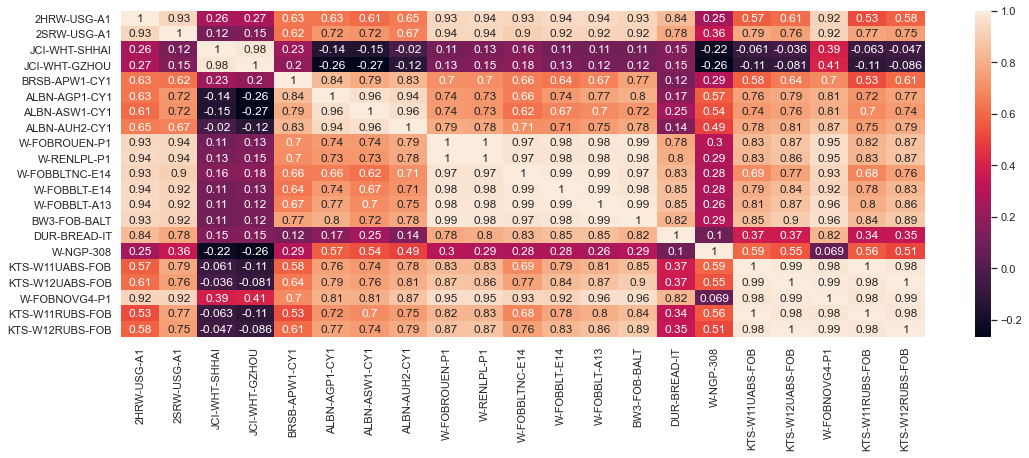 2HRW-USG-A1 1 0.93 0.26 0.27 0.63 0.63 0.61 0.65 0.93 0.94 0.93 0.94 0.94 0.93 0.84 0.25 0.57 0.61 0.92 0.53 0.58
2SRW-USG-A1 0.93 1 0.12 0.15 0.62 0.72 0.72 0.67 0.94 0.94 0.9 0.92 0.92 0.92 0.78 0.36 0.79 0.76 0.92 0.77 0.75
JCI-WHT-SHHAI 0.26 0.12 1 0.98 0.23 -0.14 -0.15 -0.02 0.11 0.13 0.16 0.11 0.11 0.11 0.15 -0.22 -0.061 -0.036 0.39 -0.063 -0.047
JCI-WHT-GZHOU 0.27 0.15 0.98 1 0.2 -0.26 -0.27 -0.12 0.13 0.15 0.18 0.13 0.12 0.12 0.15 -0.26 -0.11 -0.081 0.41 -0.11 -0.086
BRSB-APW1-CY1 0.63 0.62 0.23 0.2 1 0.84 0.79 0.83 0.7 0.7 0.66 0.64 0.67 0.77 0.12 0.29 0.58 0.64 0.7 0.53 0.61
ALBN-AGP1-CY1 0.63 0.72 -0.14 -0.26 0.84 1 0.96 0.94 0.74 0.73 0.66 0.74 0.77 0.8 0.17 0.57 0.76 0.79 0.81 0.72 0.77
ALBN-ASW1-CY1 0.61 0.72 -0.15 -0.27 0.79 0.96 1 0.96 0.74 0.73 0.62 0.67 0.7 0.72 0.25 0.54 0.74 0.76 0.81 0.7 0.74
ALBN-AUH2-CY1 0.65 0.67 -0.02 -0.12 0.83 0.94 0.96 1 0.79 0.78 0.71 0.71 0.75 0.78 0.14 0.49 0.78 0.81 0.87 0.75 0.79
W-FOBROUEN-P1 0.93 0.94 0.11 0.13 0.7 0.74 0.74 0.79 1 1 0.97 0.98 0.98 0.99 0.78 0.3 0.83 0.87 0.95 0.82 0.87
W-RENLPL-P1 0.94 0.94 0.13 0.15 0.7 0.73 0.73 0.78 1 1 0.97 0.98 0.98 0.98 0.8 0.29 0.83 0.86 0.95 0.83 0.87
W-FOBBLTNC-E14 0.93 0.9 0.16 0.18 0.66 0.66 0.62 0.71 0.97 0.97 1 0.99 0.99 0.97 0.83 0.28 0.69 0.77 0.93 0.68 0.76
W-FOBBLT-E14 0.94 0.92 0.11 0.13 0.64 0.74 0.67 0.71 0.98 0.98 0.99 1 0.99 0.98 0.85 0.28 0.79 0.84 0.92 0.78 0.83
W-FOBBLT-A13 0.94 0.92 0.11 0.12 0.67 0.77 0.7 0.75 0.98 0.98 0.99 0.99 1 0.99 0.85 0.26 0.81 0.87 0.96 0.8 0.86
BW3-FOB-BALT 0.93 0.92 0.11 0.12 0.77 0.8 0.72 0.78 0.99 0.98 0.97 0.98 0.99 1 0.82 0.29 0.85 0.9 0.96 0.84 0.89
DUR-BREAD-IT 0.84 0.78 0.15 0.15 0.12 0.17 0.25 0.14 0.78 0.8 0.83 0.85 0.85 0.82 1 0.1 0.37 0.37 0.82 0.34 0.35
W-NGP-308 0.25 0.36 -0.22 -0.26 0.29 0.57 0.54 0.49 0.3 0.29 0.28 0.28 0.26 0.29 0.1 1 0.59 0.55 0.069 0.56 0.51
KTS-W11UABS-FOB 0.57 0.79 -0.061 -0.11 0.58 0.76 0.74 0.78 0.83 0.83 0.69 0.79 0.81 0.85 0.37 0.59 1 0.99 0.98 1 0.98
KTS-W12UABS-FOB 0.61 0.76 -0.036 -0.081 0.64 0.79 0.76 0.81 0.87 0.86 0.77 0.84 0.87 0.9 0.37 0.55 0.99 1 0.99 0.98 1
W-FOBNOVG4-P1 0.92 0.92 0.39 0.41 0.7 0.81 0.81 0.87 0.95 0.95 0.93 0.92 0.96 0.96 0.82 0.069 0.98 0.99 1 0.98 0.99
KTS-W11RUBS-FOB 0.53 0.77 -0.063 -0.11 0.53 0.72 0.7 0.75 0.82 0.83 0.68 0.78 0.8 0.84 0.34 0.56 1 0.98 0.98 1 0.98
KTS-W12RUBS-FOB 0.58 0.75 -0.047 -0.086 0.61 0.77 0.74 0.79 0.87 0.87 0.76 0.83 0.86 0.89 0.35 0.51 0.98 1 0.99 0.98 1
2HRW-USG-A1
2SRW-USG-A1
JCI-WHT-SHHAI
JCI-WHT-GZHOU
BRSB-APW1-CY1
ALBN-AGP1-CY1
ALBN-ASW1-CY1
ALBN-AUH2-CY1
W-FOBROUEN-P1
W-RENLPL-P1
W-FOBBLTNC-E14
W-FOBBLT-E14
W-FOBBLT-A13
BW3-FOB-BALT
DUR-BREAD-IT
W-NGP-308
KTS-W11UABS-FOB
KTS-W12UABS-FOB
W-FOBNOVG4-P1
KTS-W11RUBS-FOB
KTS-W12RUBS-FOB
1.0
0.8
0.6
0.4
0.2
0.0
-0.2